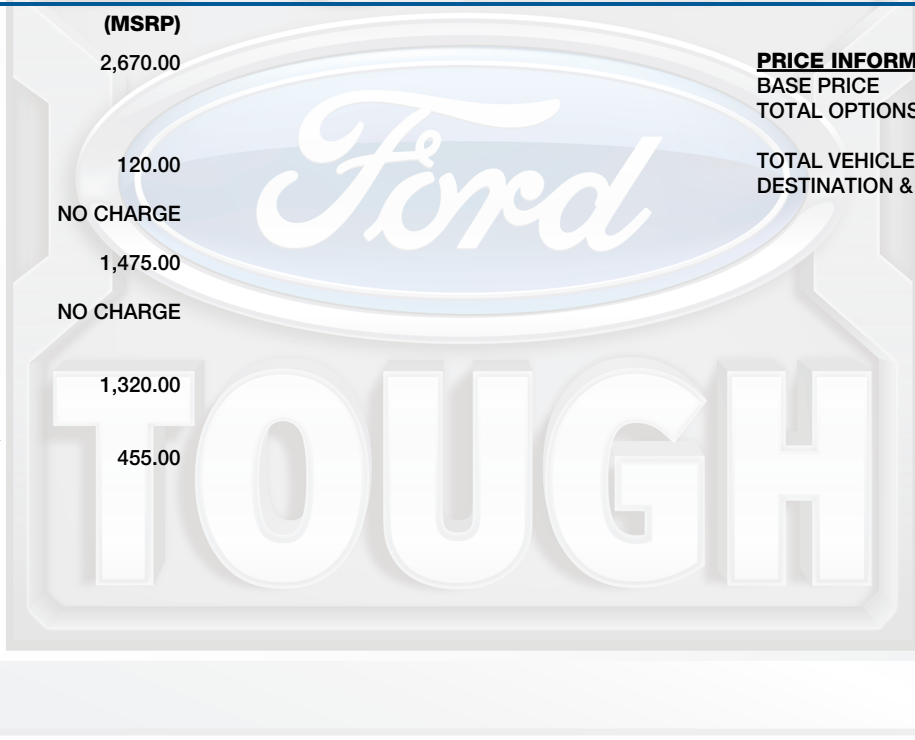 (MSRP)
2,670.00
120.00
NO CHARGE
1,475.00
NO CHARGE
1,320.00
455.00
PRICE INFORM
BASE PRICE
TOTAL OPTIONS
TOTAL VEHICLE
DESTINATION &
Ford
TOUGH